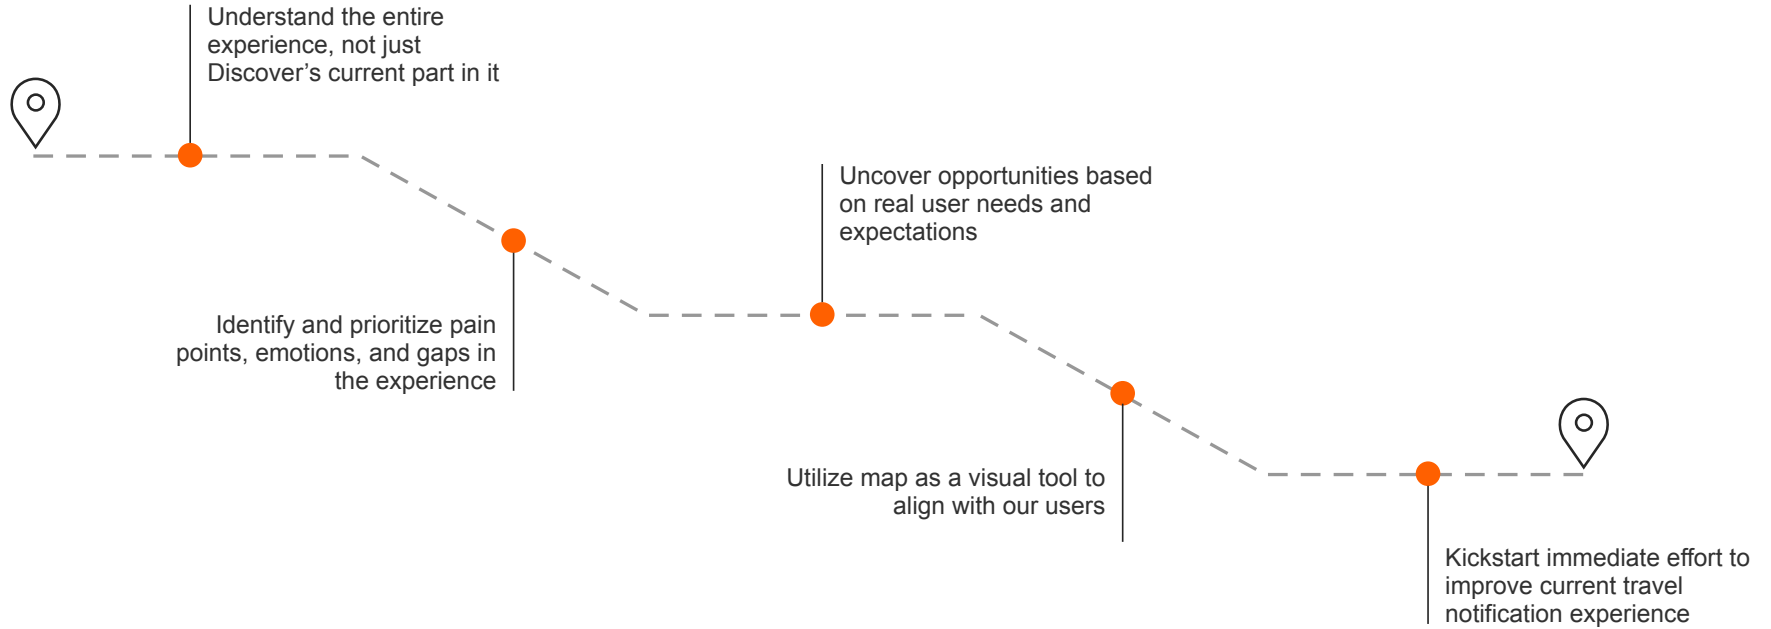 Understand the entire
experience, not just
Discover’s current part in it
Identify and prioritize pain
points, emotions, and gaps in
the experience
Uncover opportunities based
on real user needs and
expectations
Utilize map as a visual tool to
align with our users
Kickstart immediate effort to
improve current travel
notification experience